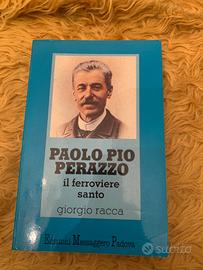 PAOLO PIO
PERAZZO
il ferroviere
santo
giorgio racca
Edizioni Messaggero Padova
subito